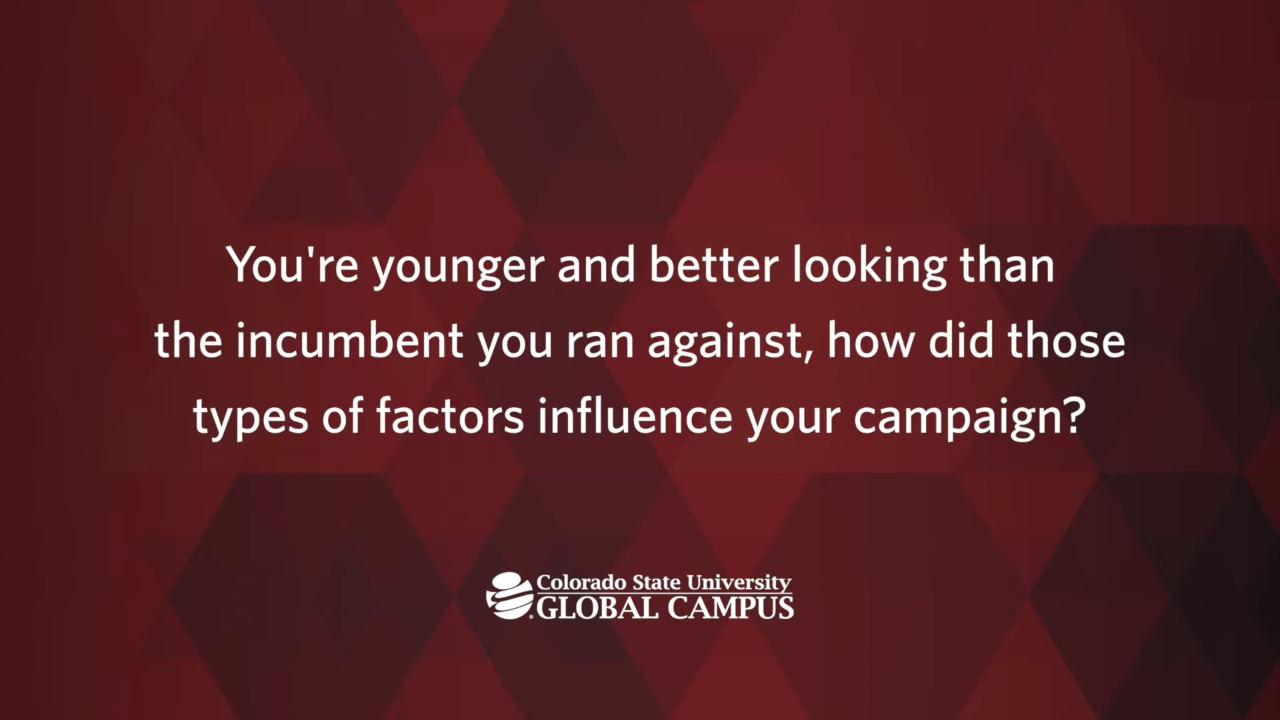 You're younger and better looking than
the incumbent you ran against, how did those
types of factors influence your campaign?
Colorado State University
GLOBAL CAMPUS